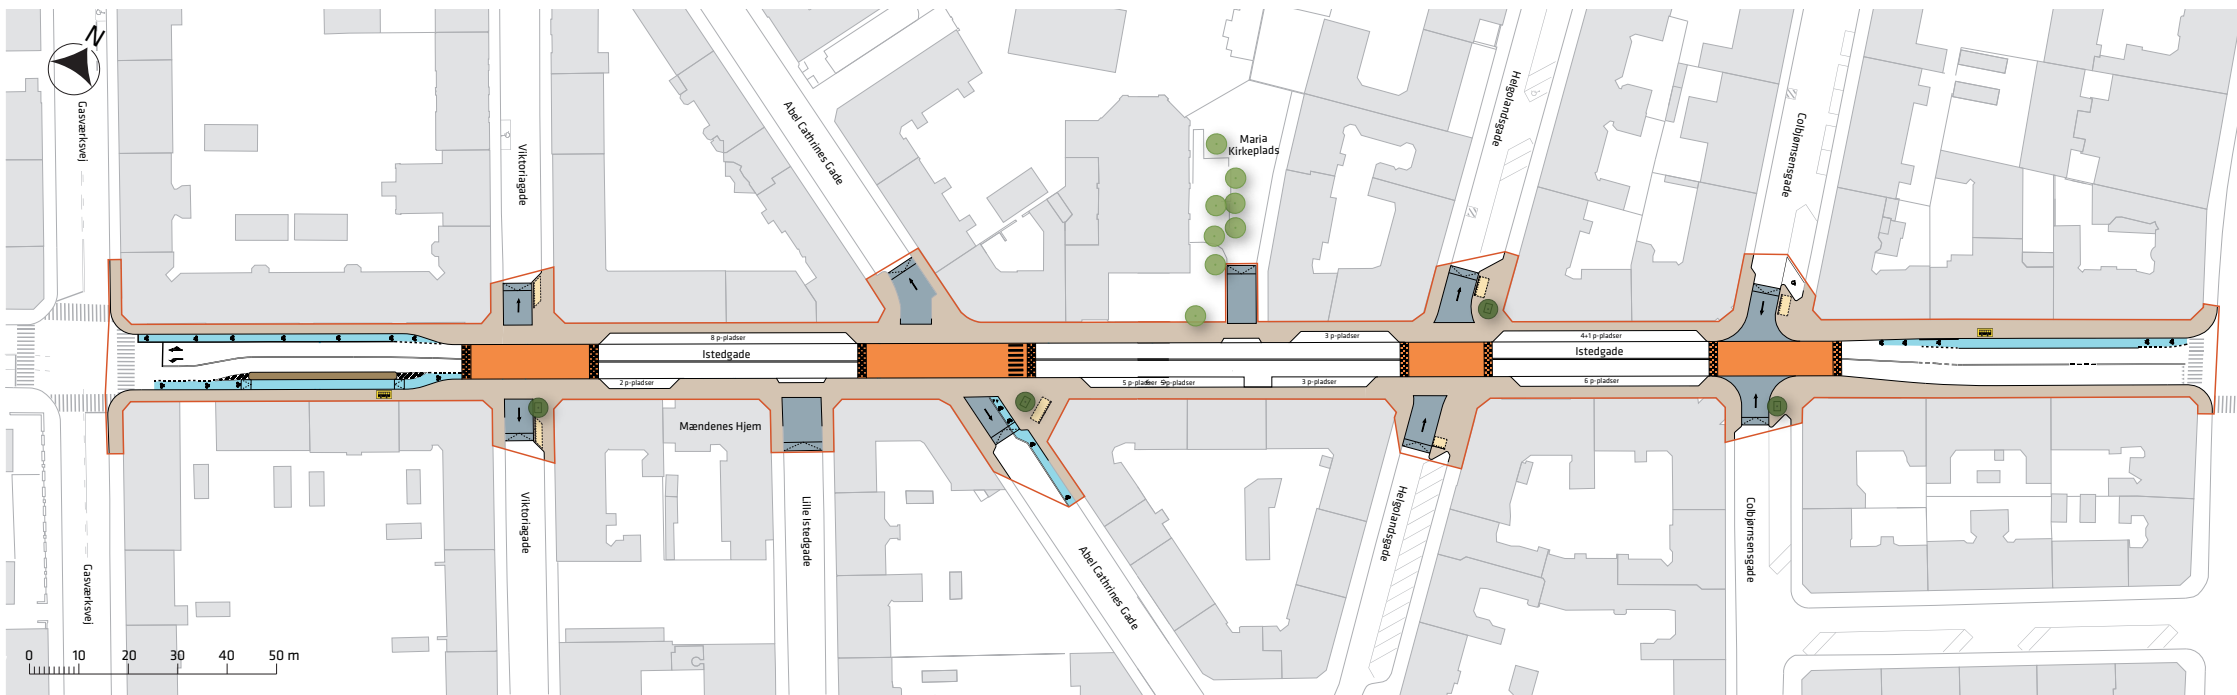 N
Gasværksvej
Viktoriagade
Abel Cathrines Gade
Maria
Kirkeplads
Helgolandsgade
Colbjørnsensgade
8 p-pladser
3 p-pladser
4+1 p-pladser
Istedgade
Istedgade
2 p-pladser
5 p-pladser
3 p-pladser
6 p-pladser
Mændenes Hjem
Gasværksvej
Viktoriagade
Lille Istedgade
Abel Cathrines Gade
Helgolandsgade
Colbjørnsensgade
0 10 20 30 40 50 m